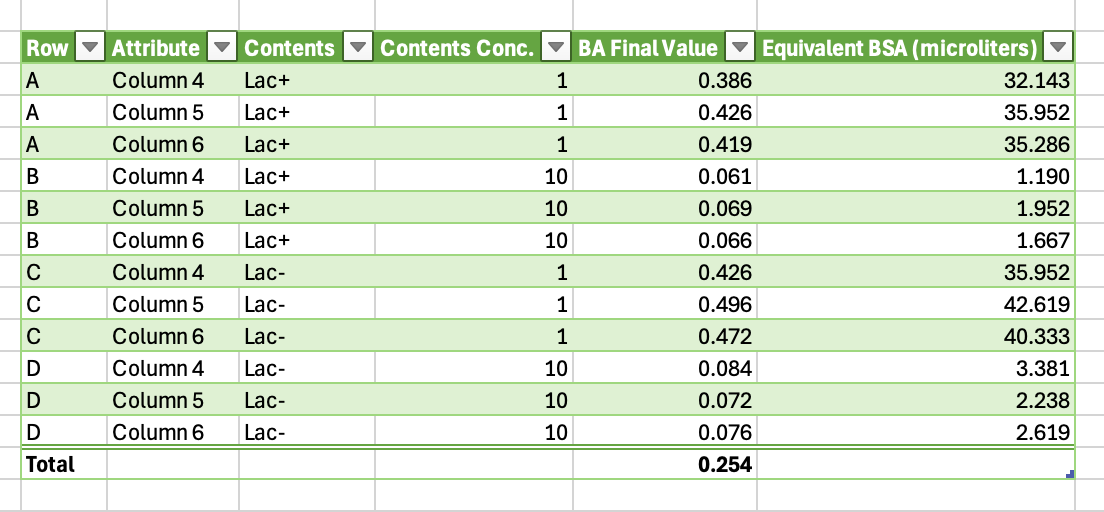 Row Attribute Contents Contents Conc. BA Final Value Equivalent BSA (microliters)
A Column 4 Lac+ 1 0.386 32.143
A Column 5 Lac+ 1 0.426 35.952
A Column 6 Lac+ 1 0.419 35.286
B Column 4 Lac+ 10 0.061 1.190
B Column 5 Lac+ 10 0.069 1.952
B Column 6 Lac+ 10 0.066 1.667
C Column 4 Lac- 1 0.426 35.952
C Column 5 Lac- 1 0.496 42.619
C Column 6 Lac- 1 0.472 40.333
D Column 4 Lac- 10 0.084 3.381
D Column 5 Lac- 10 0.072 2.238
D Column 6 Lac- 10 0.076 2.619
Total 0.254